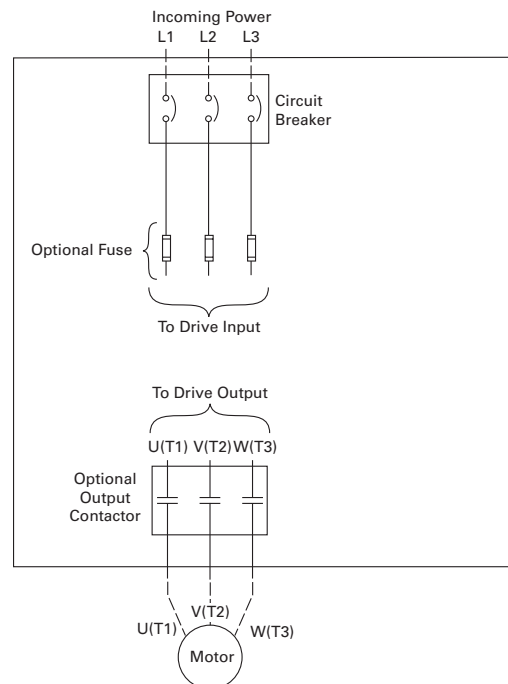 Incoming Power
L1 L2 L3
Circuit
Breaker
Optional Fuse
To Drive Input
To Drive Output
U(T1) V(T2) W(T3)
Optional
Output
Contactor
V(T2)
U(T1) W(T3)
Motor